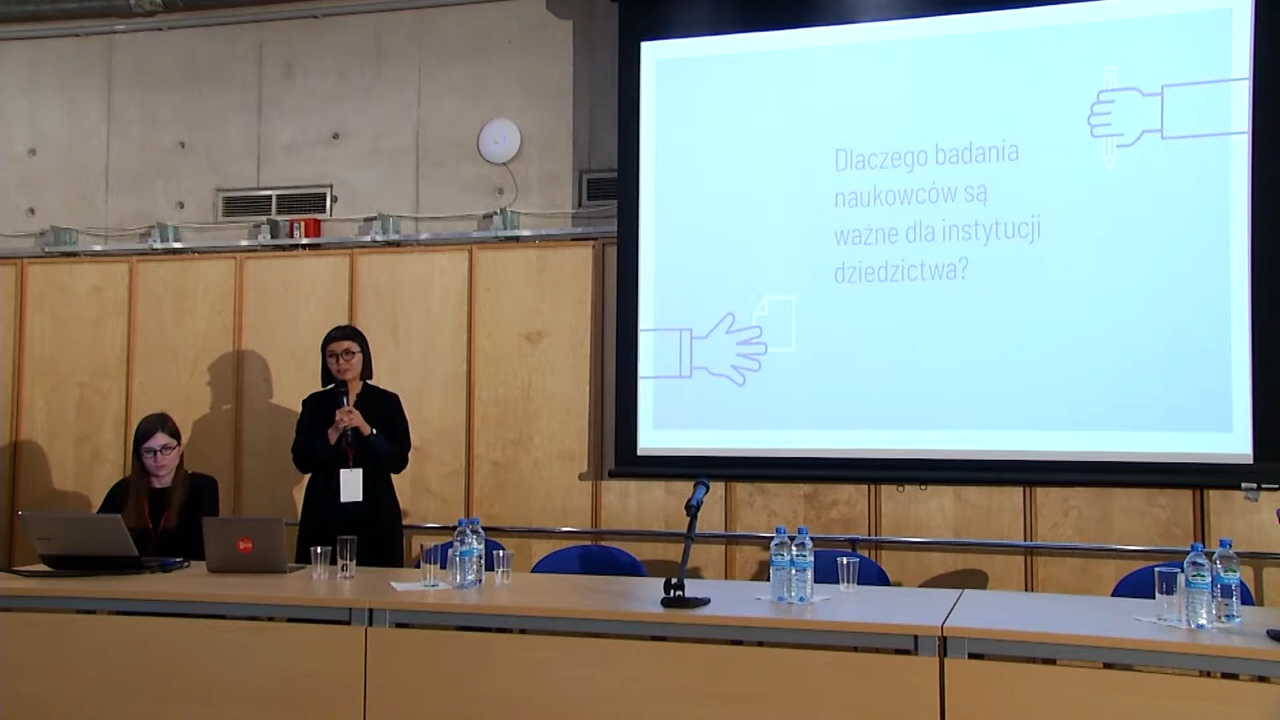 Dlaczego badania
naukowców są
ważne dla instytucji
dziedzictwa?